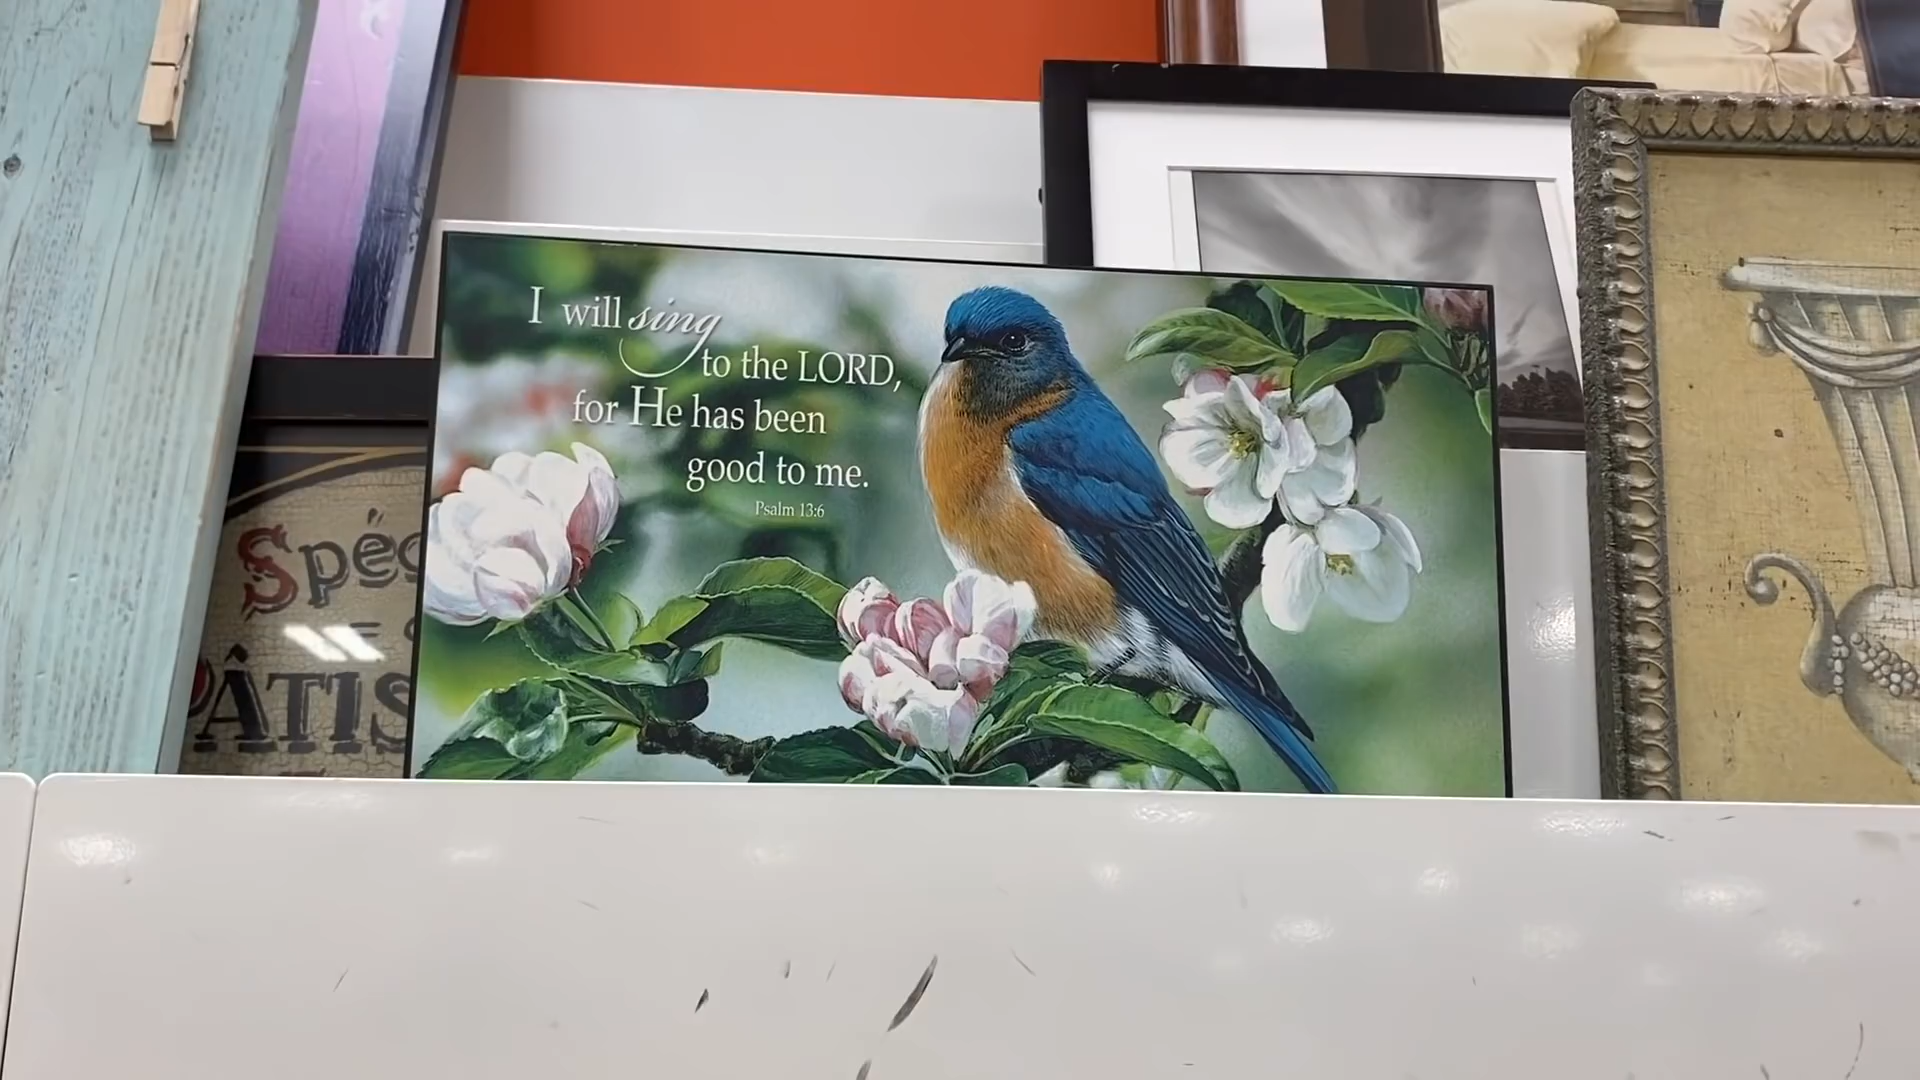 I will sing
to the LORD,
for He has been
good to me.
Psalm 13:6